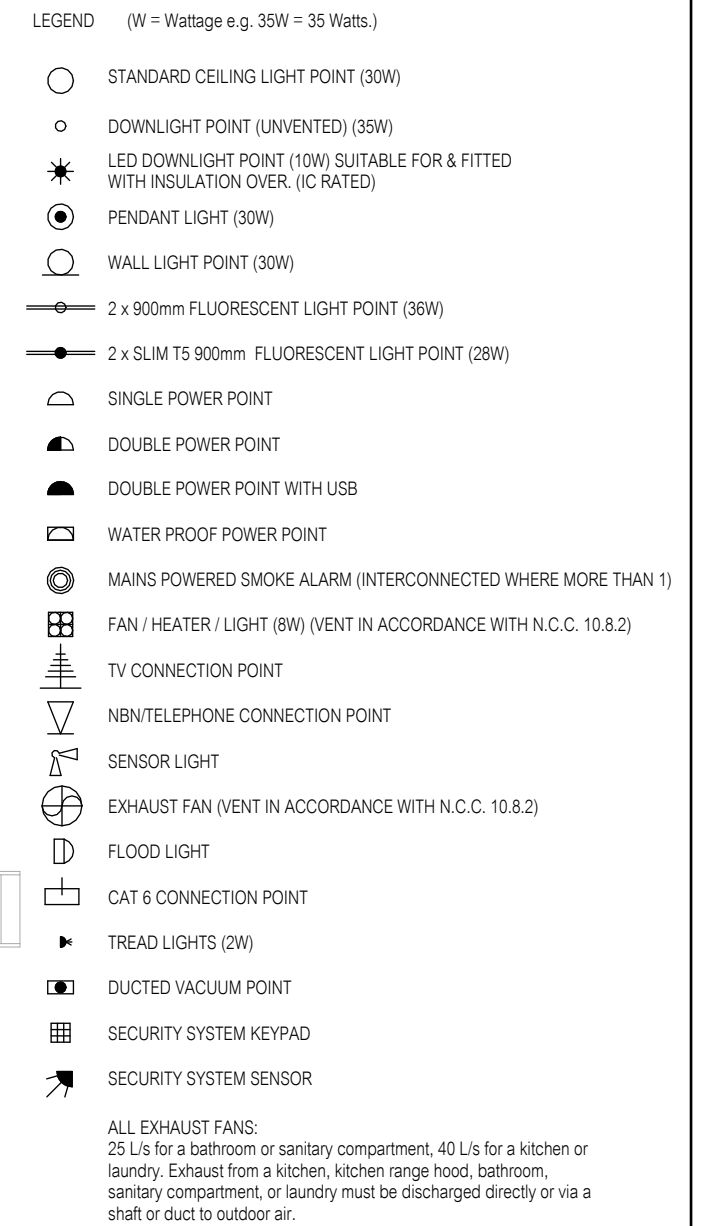 LEGEND (W = Wattage e.g. 35W = 35 Watts.)
STANDARD CEILING LIGHT POINT (30W)
DOWNLIGHT POINT (UNVENTED) (35W)
LED DOWNLIGHT POINT (10W) SUITABLE FOR & FITTED
WITH INSULATION OVER. (IC RATED)
PENDANT LIGHT (30W)
WALL LIGHT POINT (30W)
2 x 900mm FLUORESCENT LIGHT POINT (36W)
2 x SLIM T5 900mm FLUORESCENT LIGHT POINT (28W)
SINGLE POWER POINT
DOUBLE POWER POINT
DOUBLE POWER POINT WITH USB
WATER PROOF POWER POINT
MAINS POWERED SMOKE ALARM (INTERCONNECTED WHERE MORE THAN 1)
FAN / HEATER / LIGHT (8W) (VENT IN ACCORDANCE WITH N.C.C. 10.8.2)
TV CONNECTION POINT
NBN/TELEPHONE CONNECTION POINT
SENSOR LIGHT
EXHAUST FAN (VENT IN ACCORDANCE WITH N.C.C. 10.8.2)
FLOOD LIGHT
CAT 6 CONNECTION POINT
TREAD LIGHTS (2W)
DUCTED VACUUM POINT
SECURITY SYSTEM KEYPAD
SECURITY SYSTEM SENSOR
ALL EXHAUST FANS:
25 L/s for a bathroom or sanitary compartment, 40 L/s for a kitchen or
laundry. Exhaust from a kitchen, kitchen range hood, bathroom,
sanitary compartment, or laundry must be discharged directly or via a
shaft or duct to outdoor air.